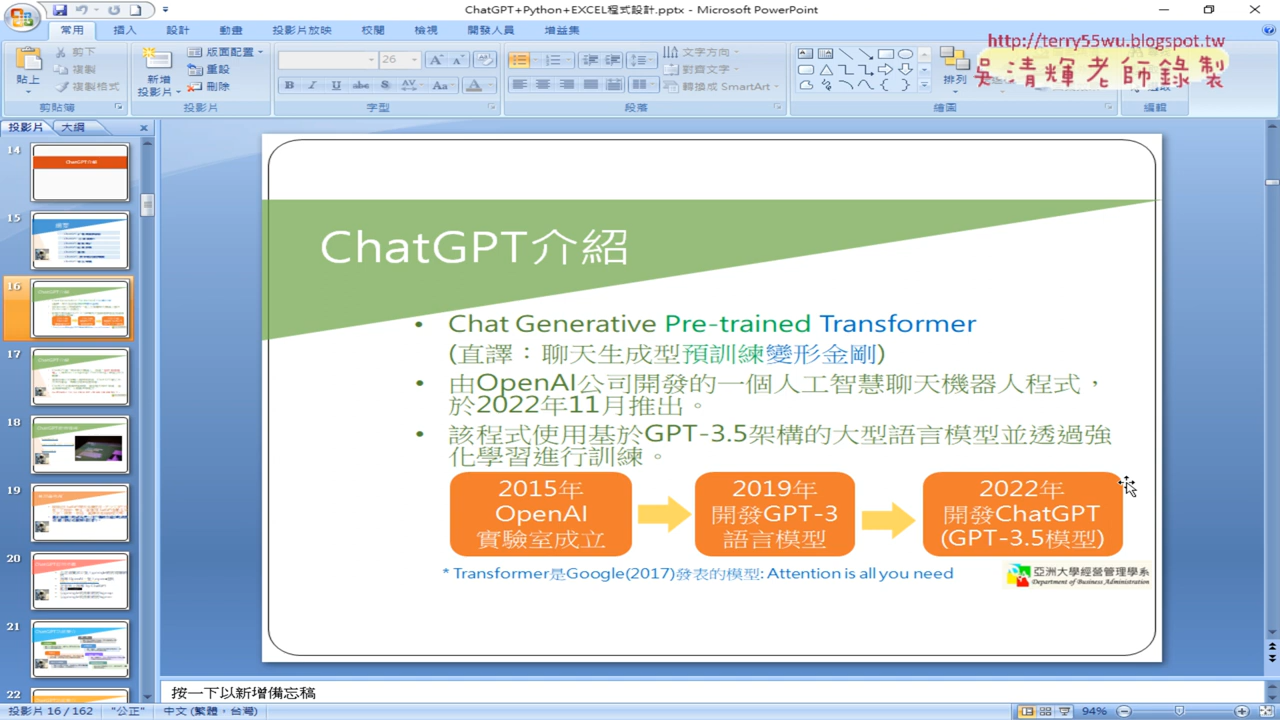 ChatGPT+Python+EXCEL程式設計.pptx - Microsoft PowerPoint
常用 插入 設計 動畫 投影片放映 校閱 檢視 開發人員 增益集
http://terry55wu.blogspot.tw
吳清輝老師錄製
貼上 剪下 複製 複製格式
新增投影片 版面配置 重設 刪除
26
文字方向 對齊文字 轉換成 SmartArt
排列
剪貼簿 投影片 字型 段落 繪圖 編輯
投影片 大綱
14
15
16
17
18
19
20
21
22
ChatGPT介紹
• Chat Generative Pre-trained Transformer
(直譯：聊天生成型預訓練變形金剛)
• 由OpenAI公司開發的一個人工智慧聊天機器人程式，
於2022年11月推出。
• 該程式使用基於GPT-3.5架構的大型語言模型並透過強
化學習進行訓練。
2015年
OpenAI
實驗室成立
2019年
開發GPT-3
語言模型
2022年
開發ChatGPT
(GPT-3.5模型)
* Transformer是Google(2017)發表的模型: Attention is all you need
亞洲大學經營管理學系
Department of Business Administration
按一下以新增備忘稿
投影片 16 / 162 "公正" 中文 (繁體，台灣) 94%